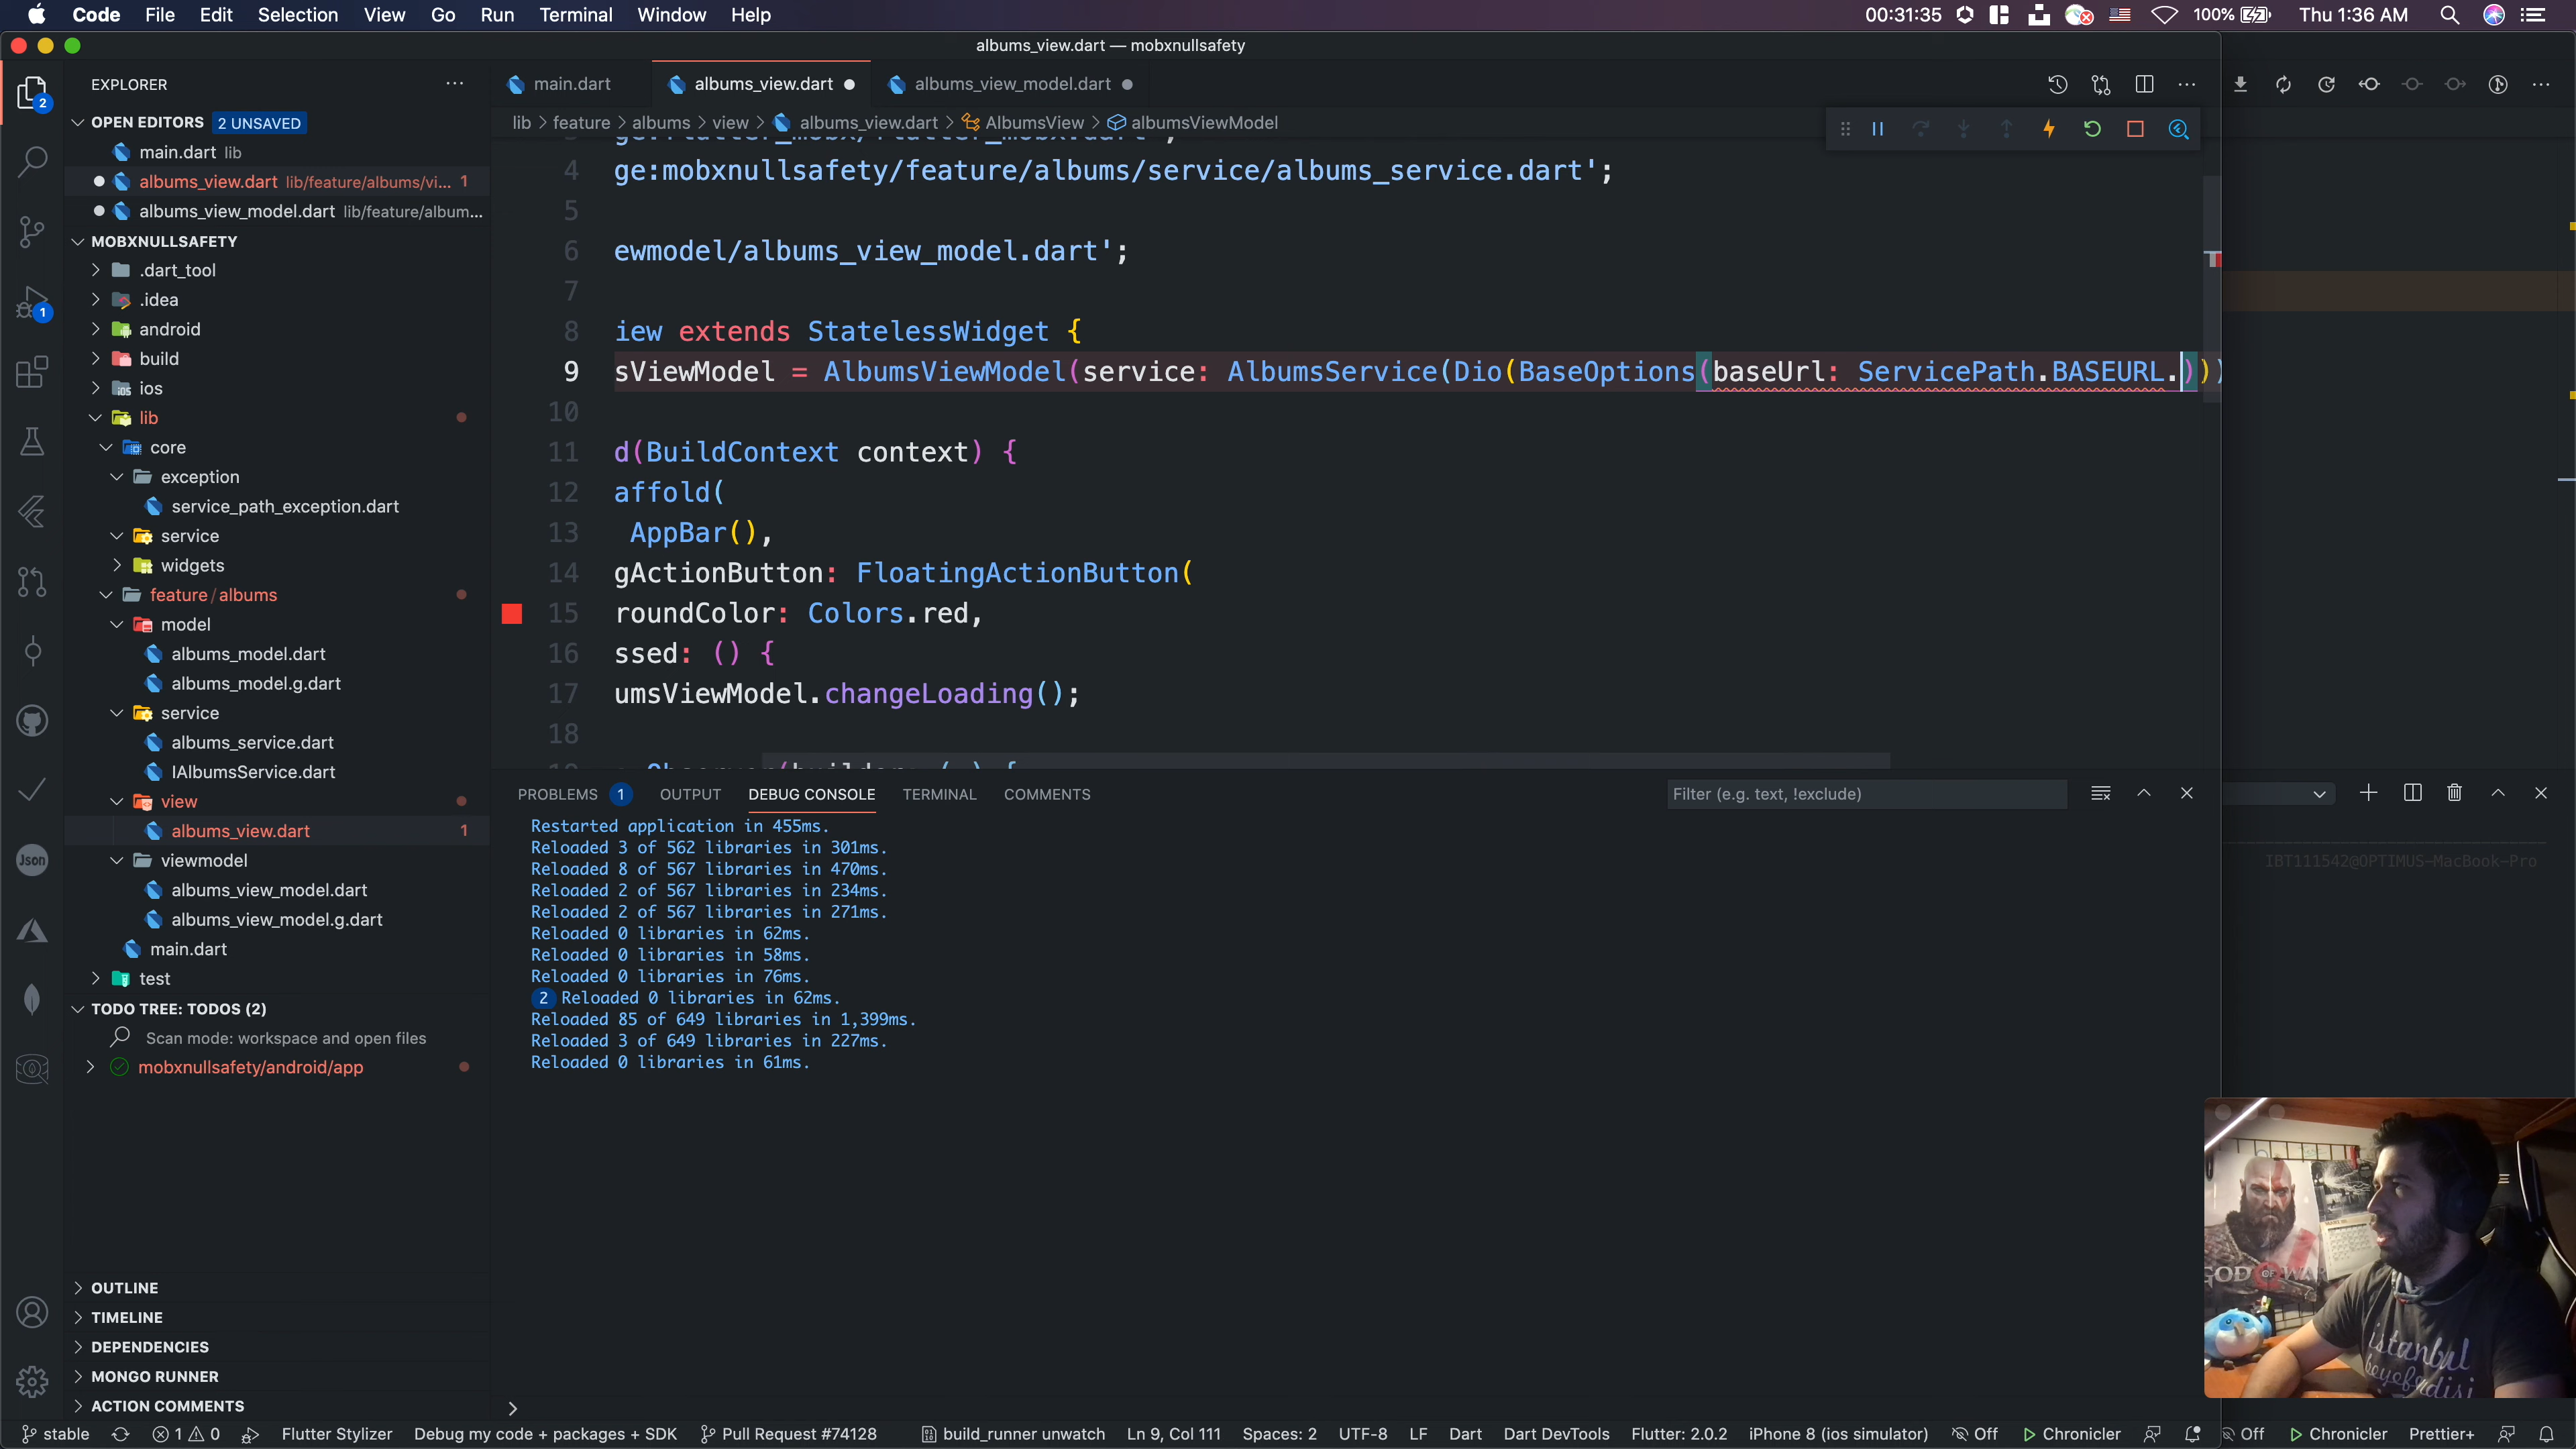 Code File Edit Selection View Go Run Terminal Window Help
00:31:35 100% Thu 1:36 AM
albums_view.dart — mobxnullsafety
2
1
Json
EXPLORER
OPEN EDITORS 2 UNSAVED
main.dart lib
albums_view.dart lib/feature/albums/vi... 1
albums_view_model.dart lib/feature/album...
MOBXNULLSAFETY
.dart_tool
.idea
android
build
ios
lib
core
exception
service_path_exception.dart
service
widgets
feature / albums
model
albums_model.dart
albums_model.g.dart
service
albums_service.dart
IAlbumsService.dart
view
albums_view.dart 1
viewmodel
albums_view_model.dart
albums_view_model.g.dart
main.dart
test
TODO TREE: TODOS (2)
Scan mode: workspace and open files
mobxnullsafety/android/app
OUTLINE
TIMELINE
DEPENDENCIES
MONGO RUNNER
ACTION COMMENTS
main.dart albums_view.dart albums_view_model.dart
lib > feature > albums > view > albums_view.dart > AlbumsView > albumsViewModel
4 ge:mobxnullsafety/feature/albums/service/albums_service.dart';
5
6 ewmodel/albums_view_model.dart';
7
8 iew extends StatelessWidget {
9 sViewModel = AlbumsViewModel(service: AlbumsService(Dio(BaseOptions(baseUrl: ServicePath.BASEURL.)))
10
11 d(BuildContext context) {
12 affold(
13 AppBar(),
14 gActionButton: FloatingActionButton(
15 roundColor: Colors.red,
16 ssed: () {
17 umsViewModel.changeLoading();
18
PROBLEMS 1 OUTPUT DEBUG CONSOLE TERMINAL COMMENTS
Filter (e.g. text, !exclude)
Restarted application in 455ms.
Reloaded 3 of 562 libraries in 301ms.
Reloaded 8 of 567 libraries in 470ms.
Reloaded 2 of 567 libraries in 234ms.
Reloaded 2 of 567 libraries in 271ms.
Reloaded 0 libraries in 62ms.
Reloaded 0 libraries in 58ms.
Reloaded 0 libraries in 76ms.
2 Reloaded 0 libraries in 62ms.
Reloaded 85 of 649 libraries in 1,399ms.
Reloaded 3 of 649 libraries in 227ms.
Reloaded 0 libraries in 61ms.
IBT111542@OPTIMUS-MacBook-Pro
GOD OF WAR
istanbul
beyefendisi
stable 1 0 Flutter Stylizer Debug my code + packages + SDK Pull Request #74128 build_runner unwatch Ln 9, Col 111 Spaces: 2 UTF-8 LF Dart Dart DevTools Flutter: 2.0.2 iPhone 8 (ios simulator) Off Chronicler Off Chronicler Prettier+